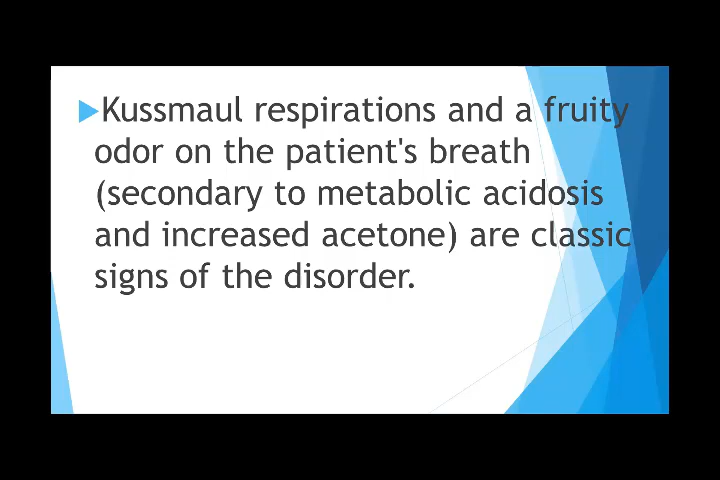 Kussmaul respirations and a fruity
odor on the patient's breath
(secondary to metabolic acidosis
and increased acetone) are classic
signs of the disorder.